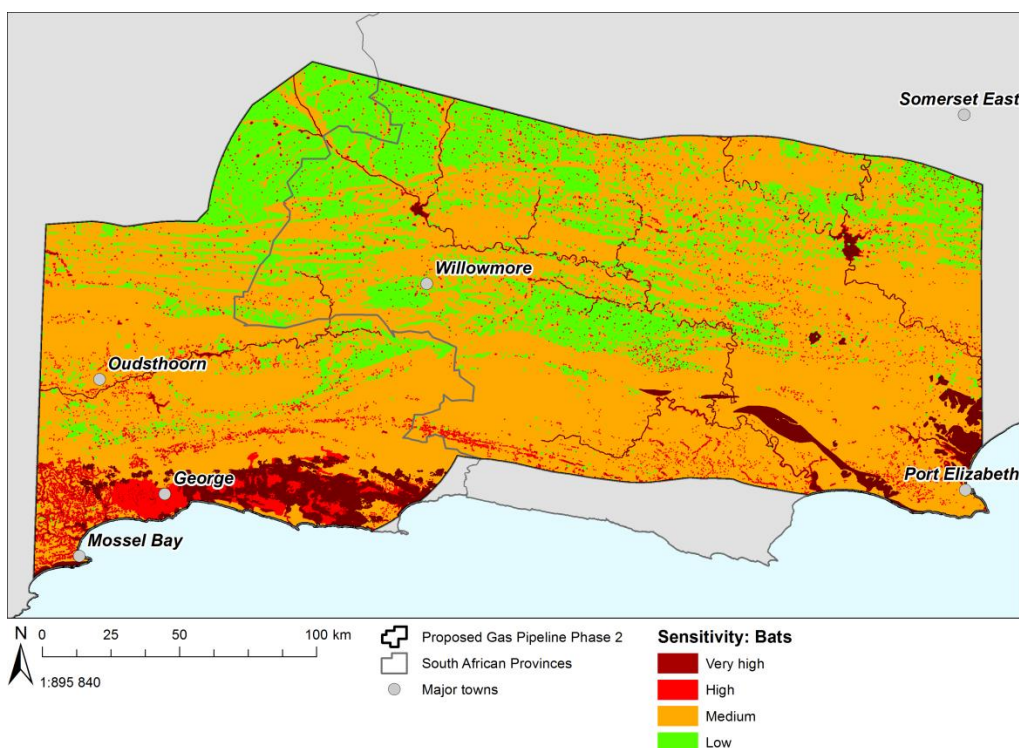 Somerset East
Willowmore
Oudsthoorn
George
Port Elizabeth
Mossel Bay
N
0 25 50 100 km
1:895 840
Proposed Gas Pipeline Phase 2
South African Provinces
Major towns
Sensitivity: Bats
Very high
High
Medium
Low